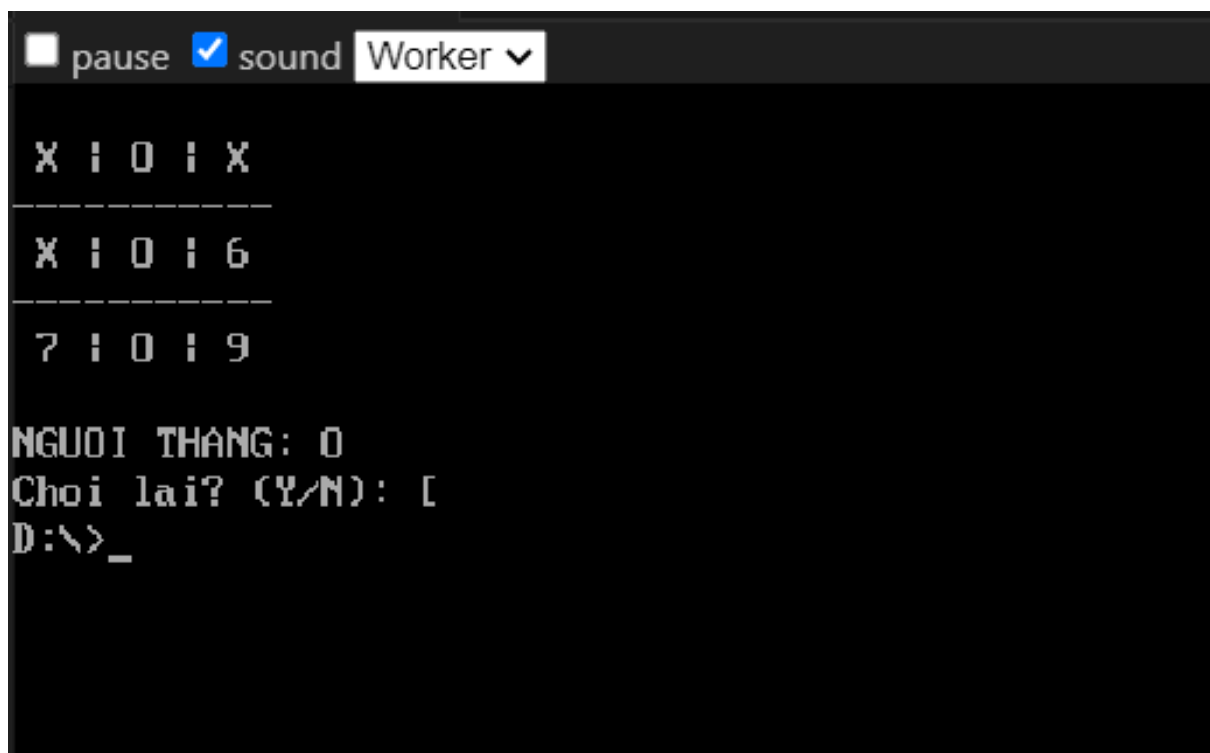 pause sound Worker
X | O | X
-----------
X | O | 6
-----------
7 | O | 9
NGUOI THANG: O
Choi lai? (Y/N): [
D:\>_